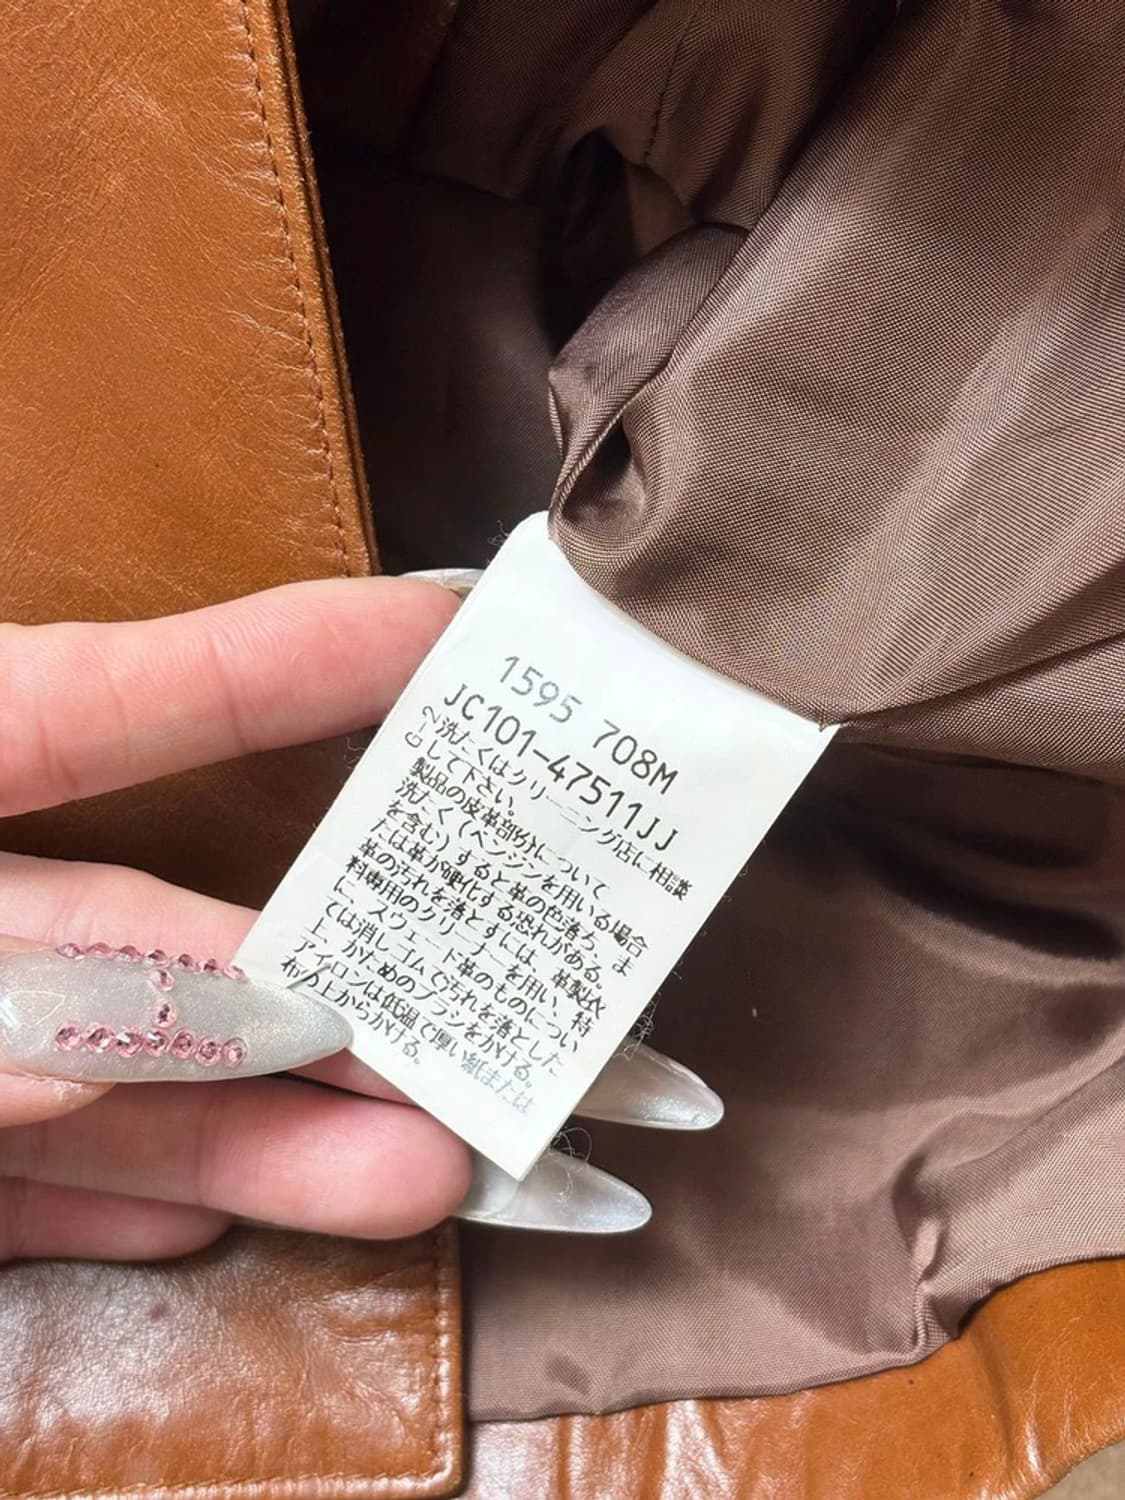 1595 708M
JC101-47511JJ
G-2
洗たくはクリーニング店に相談
して下さい。
製品の皮革部分について
洗たく(ベンジンを用いる場合
を含む)すると革の色落ち、ま
たは革が硬化する恐れがある。
革の汚れを落とすには、革製衣
料専用のクリーナーを用い、特
に、スウェード革のものについ
ては消しゴムで汚れを落とした
上、かためのブラシをかける。
アイロンは低温で厚い紙または
布の上からかける。